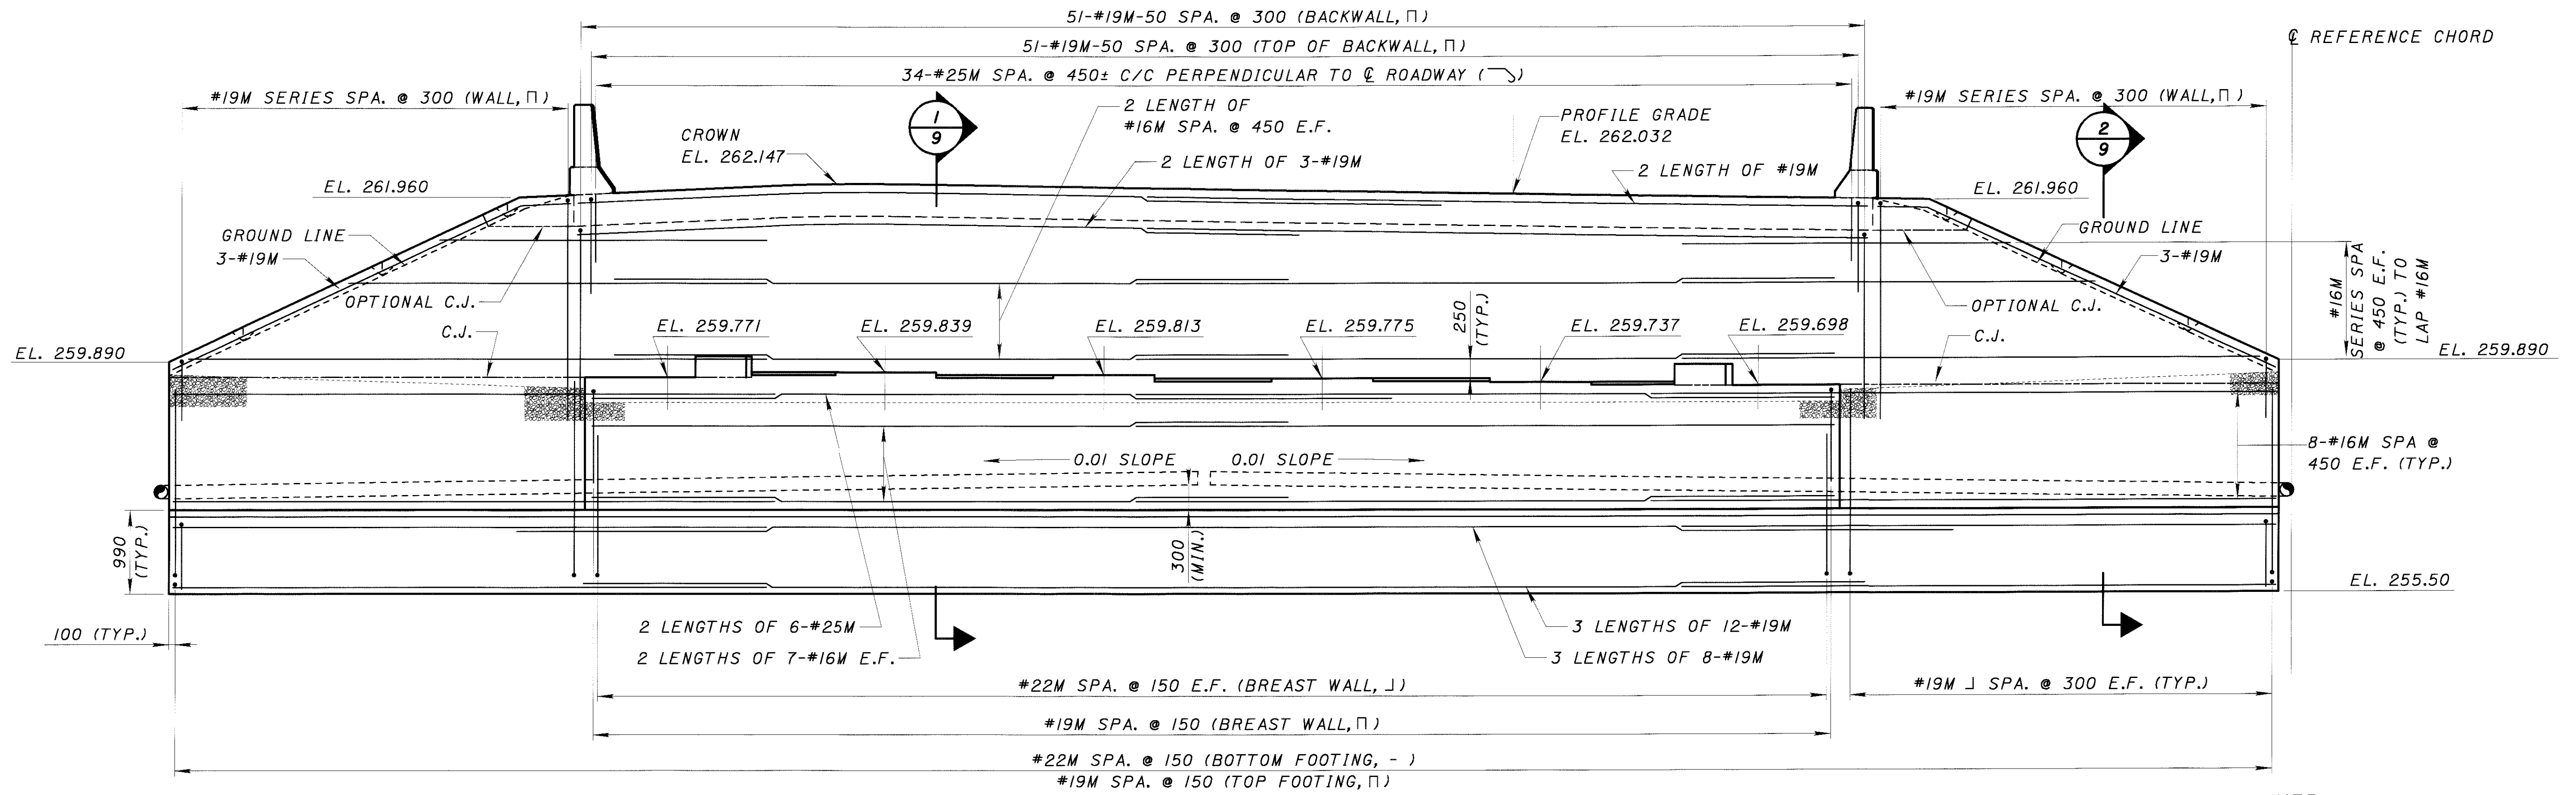 51-#19M-50 SPA. @ 300 (BACKWALL,⊓)
℄ REFERENCE CHORD
51-#19M-50 SPA. @ 300 (TOP OF BACKWALL,⊓)
34-#25M SPA. @ 450± C/C PERPENDICULAR TO ℄ ROADWAY ( )
#19M SERIES SPA. @ 300 (WALL,⊓)
#19M SERIES SPA. @ 300 (WALL,⊓)
2 LENGTH OF
#16M SPA. @ 450 E.F.
PROFILE GRADE
EL. 262.032
1
9
2
9
CROWN
EL. 262.147
2 LENGTH OF 3-#19M
2 LENGTH OF #19M
EL. 261.960
EL. 261.960
GROUND LINE
GROUND LINE
3-#19M
3-#19M
OPTIONAL C.J.
OPTIONAL C.J.
#16M
SERIES SPA
@ 450 E.F.
(TYP.) TO
LAP #16M
C.J.
EL. 259.771
EL. 259.839
EL. 259.813
EL. 259.775
250
(TYP.)
EL. 259.737
EL. 259.698
C.J.
EL. 259.890
EL. 259.890
8-#16M SPA @
450 E.F. (TYP.)
0.01 SLOPE
0.01 SLOPE
990
(TYP.)
300
(MIN.)
EL. 255.50
100 (TYP.)
2 LENGTHS OF 6-#25M
3 LENGTHS OF 12-#19M
2 LENGTHS OF 7-#16M E.F.
3 LENGTHS OF 8-#19M
#22M SPA. @ 150 E.F. (BREAST WALL,⅃)
#19M ⅃ SPA. @ 300 E.F. (TYP.)
#19M SPA. @ 150 (BREAST WALL,⊓)
#22M SPA. @ 150 (BOTTOM FOOTING, - )
#19M SPA. @ 150 (TOP FOOTING,⊓)